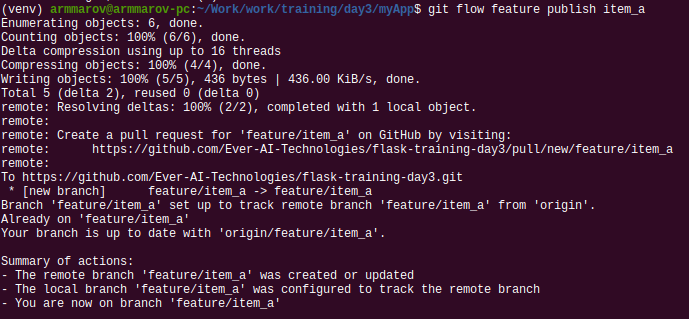 (venv) armmarov@armmarov-pc:~/Work/work/training/day3/myApp$ git flow feature publish item_a
Enumerating objects: 6, done.
Counting objects: 100% (6/6), done.
Delta compression using up to 16 threads
Compressing objects: 100% (4/4), done.
Writing objects: 100% (5/5), 436 bytes | 436.00 KiB/s, done.
Total 5 (delta 2), reused 0 (delta 0)
remote: Resolving deltas: 100% (2/2), completed with 1 local object.
remote:
remote: Create a pull request for 'feature/item_a' on GitHub by visiting:
remote:      https://github.com/Ever-AI-Technologies/flask-training-day3/pull/new/feature/item_a
remote:
To https://github.com/Ever-AI-Technologies/flask-training-day3.git
 * [new branch]      feature/item_a -> feature/item_a
Branch 'feature/item_a' set up to track remote branch 'feature/item_a' from 'origin'.
Already on 'feature/item_a'
Your branch is up to date with 'origin/feature/item_a'.

Summary of actions:
- The remote branch 'feature/item_a' was created or updated
- The local branch 'feature/item_a' was configured to track the remote branch
- You are now on branch 'feature/item_a'